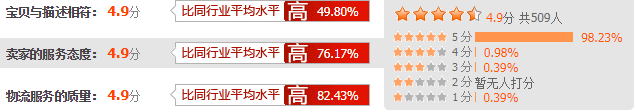 宝贝与描述相符： 4.9分 比同行业平均水平 高 49.80%
卖家的服务态度： 4.9分 比同行业平均水平 高 76.17%
物流服务的质量： 4.9分 比同行业平均水平 高 82.43%
4.9分 共509人
5分 98.23%
4分 0.98%
3分 0.39%
2分 暂无人打分
1分 0.39%